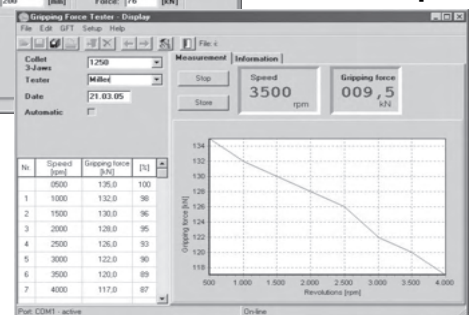 200 [mm] Force: 76 [kN]
Gripping Force Tester - Display
File Edit GFT Setup Help
File: ć
Collet
3-Jaws
1250
Tester
Miller
Date
21.03.05
Automatic
Measurement Information
Stop
Store
Speed
3500
rpm
Gripping force
009,5
kN
Nr. Speed [rpm] Gripping force [kN] [%]
0500 135,0 100
1 1000 132,0 98
2 1500 130,0 96
3 2000 128,0 95
4 2500 126,0 93
5 3000 122,0 90
6 3500 120,0 89
7 4000 117,0 87
Gripping force [kN]
134
132
130
128
126
124
122
120
118
500 1.000 1.500 2.000 2.500 3.000 3.500 4.000
Revolutions [rpm]
Port: COM1 - active
On-line